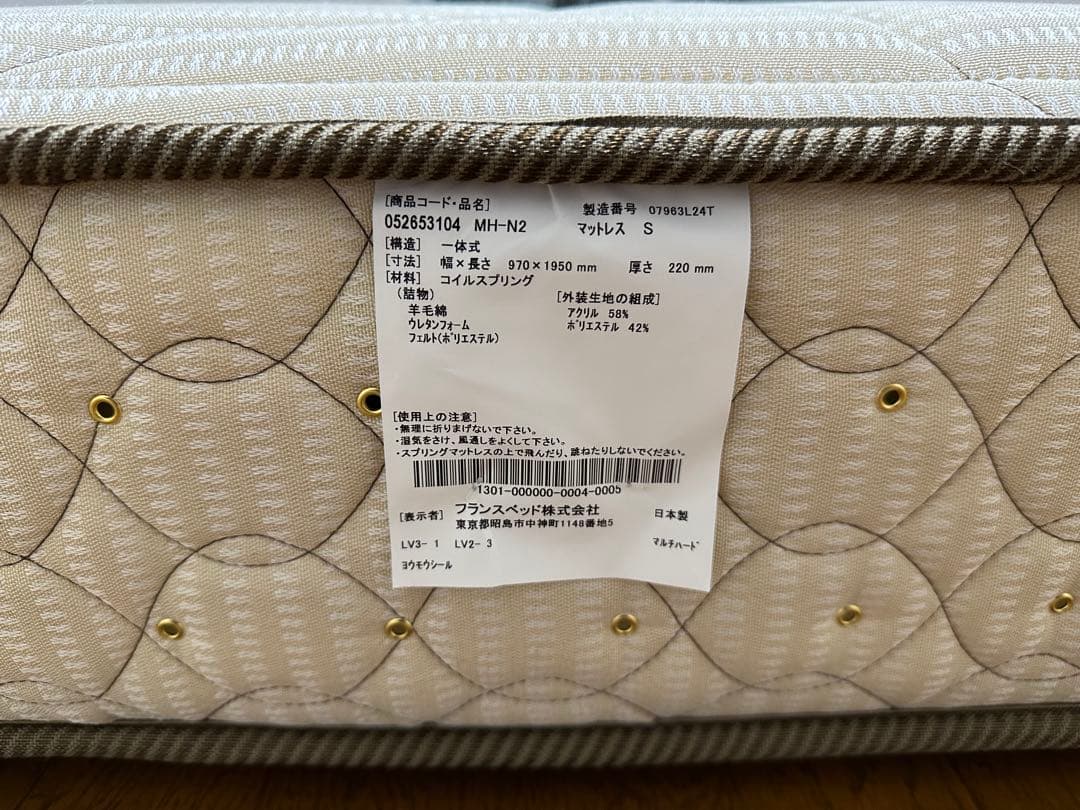 [商品コード・品名]
製造番号 07963L24T
052653104 MH-N2 マットレス S
[構造] 一体式
[寸法] 幅×長さ 970×1950mm 厚さ 220mm
[材料] コイルスプリング
(詰物) [外装生地の組成]
羊毛綿 アクリル 58%
ウレタンフォーム ポリエステル 42%
フェルト(ポリエステル)
[使用上の注意]
・無理に折りまげないで下さい。
・湿気をさけ、風通しをよくして下さい。
・スプリングマットレスの上で飛んだり、跳ねたりしないでください。
1301-000000-0004-0005
[表示者] フランスベッド株式会社 日本製
東京都昭島市中神町1148番地5
LV3- 1 LV2- 3 マルチハード
ヨウモウシール